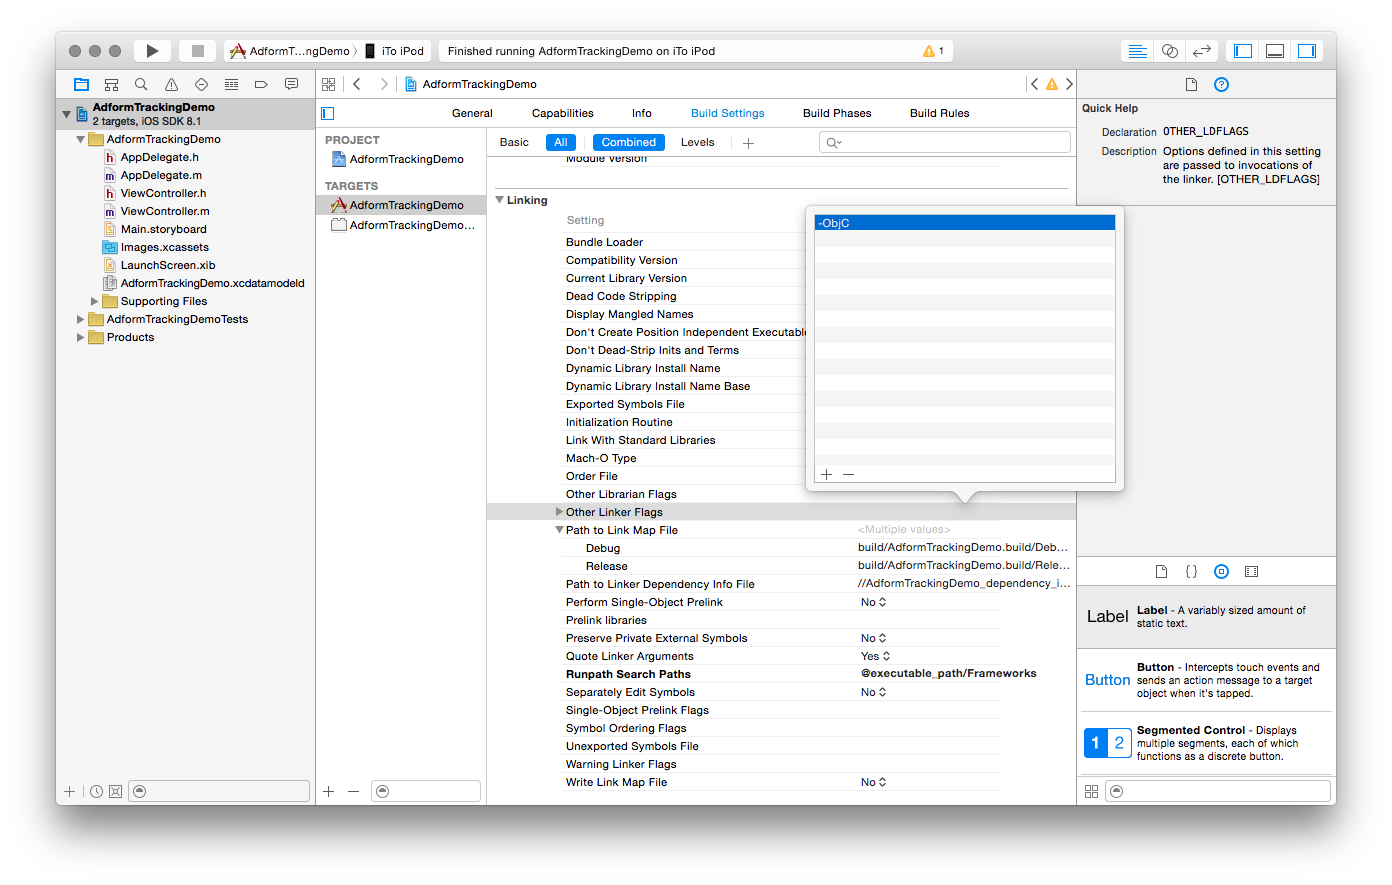 AdformT...ngDemo
iTo iPod
Finished running AdformTrackingDemo on iTo iPod
1
AdformTrackingDemo
2 targets, iOS SDK 8.1
AdformTrackingDemo
h AppDelegate.h
m AppDelegate.m
h ViewController.h
m ViewController.m
Main.storyboard
Images.xcassets
LaunchScreen.xib
AdformTrackingDemo.xcdatamodeld
Supporting Files
AdformTrackingDemoTests
Products
AdformTrackingDemo
General
Capabilities
Info
Build Settings
Build Phases
Build Rules
PROJECT
AdformTrackingDemo
TARGETS
AdformTrackingDemo
AdformTrackingDemo...
Basic
All
Combined
Levels
Module Version
Linking
Setting
Bundle Loader
Compatibility Version
Current Library Version
Dead Code Stripping
Display Mangled Names
Don't Create Position Independent Executable
Don't Dead-Strip Inits and Terms
Dynamic Library Install Name
Dynamic Library Install Name Base
Exported Symbols File
Initialization Routine
Link With Standard Libraries
Mach-O Type
Order File
Other Librarian Flags
Other Linker Flags
Path to Link Map File <Multiple values>
Debug build/AdformTrackingDemo.build/Deb...
Release build/AdformTrackingDemo.build/Rele...
Path to Linker Dependency Info File //AdformTrackingDemo_dependency_i...
Perform Single-Object Prelink No
Prelink libraries
Preserve Private External Symbols No
Quote Linker Arguments Yes
Runpath Search Paths @executable_path/Frameworks
Separately Edit Symbols No
Single-Object Prelink Flags
Symbol Ordering Flags
Unexported Symbols File
Warning Linker Flags
Write Link Map File No
-ObjC
Quick Help
Declaration OTHER_LDFLAGS
Description Options defined in this setting
are passed to invocations of
the linker. [OTHER_LDFLAGS]
Label
Label - A variably sized amount of
static text.
Button
Button - Intercepts touch events and
sends an action message to a target
object when it's tapped.
1 2
Segmented Control - Displays
multiple segments, each of which
functions as a discrete button.